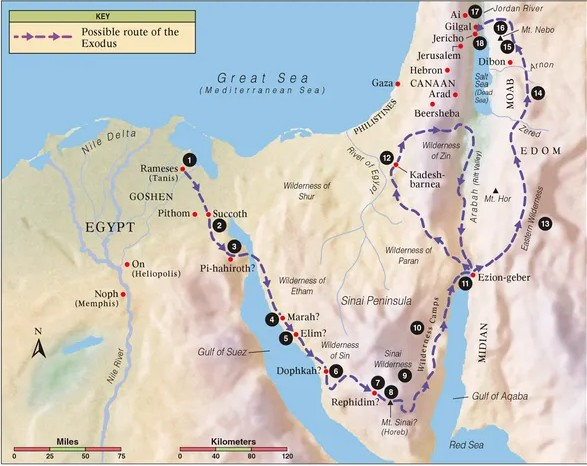 KEY
Possible route of the
Exodus
17
Jordan River
Ai
Gilgal
16
Mt. Nebo
Jericho
18
15
Jerusalem
Dibon
Arnon
Great Sea
(Mediterranean Sea)
Hebron
Gaza
CANAAN
Salt
Sea
(Dead
Sea)
MOAB
14
Arad
Beersheba
PHILISTINES
Nile Delta
Zered
1
12
River of Egypt
Wilderness
of Zin
EDOM
Rameses
(Tanis)
Kadesh-
barnea
Arabah (Rift Valley)
GOSHEN
Wilderness
of
Shur
Mt. Hor
Pithom
Succoth
2
Eastern Wilderness
13
EGYPT
3
Wilderness of
Paran
On
(Heliopolis)
Pi-hahiroth?
Ezion-geber
11
Wilderness
of
Etham
Noph
(Memphis)
Sinai Peninsula
4
Marah?
10
Wilderness Camps
MIDIAN
5
Elim?
N
Gulf of Suez
Wilderness
of Sin
Sinai
Wilderness
Nile River
Dophkah?
6
9
7
8
Rephidim?
Gulf of Aqaba
Mt. Sinai?
(Horeb)
Red Sea
Miles
0 25 50 75
Kilometers
0 40 80 120